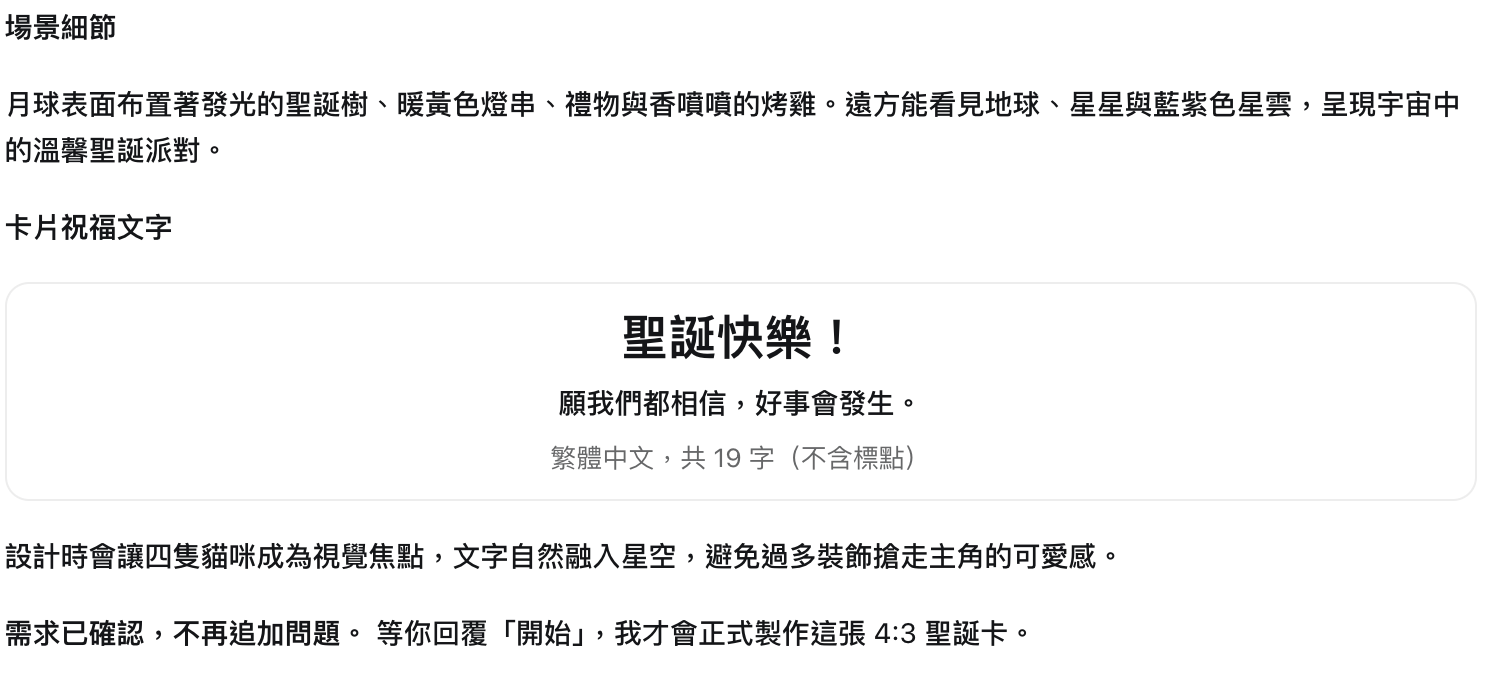 場景細節
月球表面布置著發光的聖誕樹、暖黃色燈串、禮物與香噴噴的烤雞。遠方能看見地球、星星與藍紫色星雲，呈現宇宙中
的溫馨聖誕派對。
卡片祝福文字
聖誕快樂！
願我們都相信，好事會發生。
繁體中文，共 19 字（不含標點）
設計時會讓四隻貓咪成為視覺焦點，文字自然融入星空，避免過多裝飾搶走主角的可愛感。
需求已確認，不再追加問題。 等你回覆「開始」，我才會正式製作這張 4:3 聖誕卡。